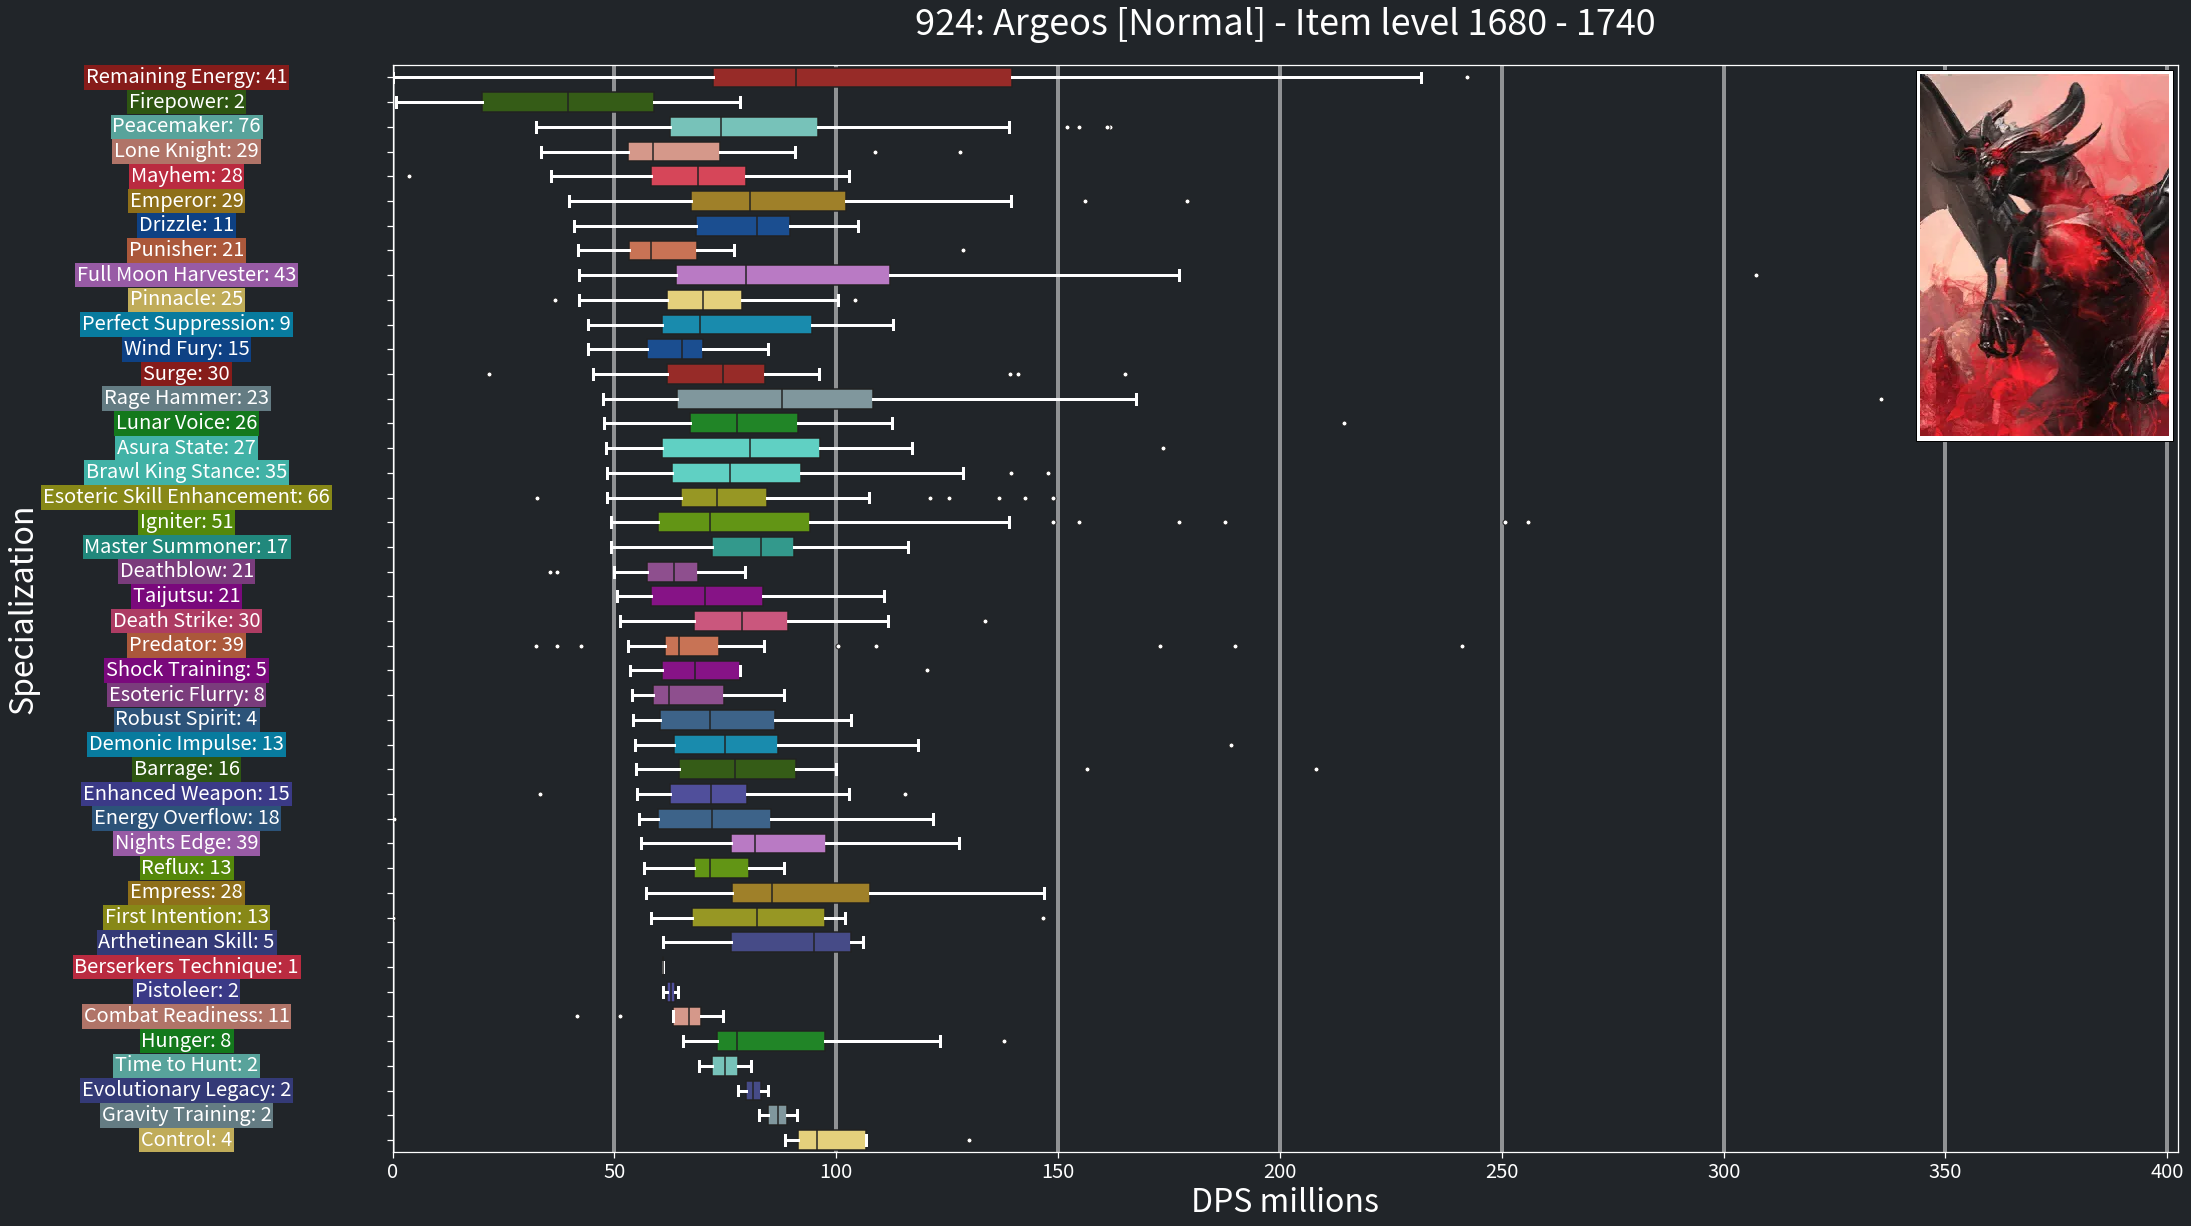 924: Argeos [Normal] - Item level 1680 - 1740
Remaining Energy: 41
Firepower: 2
Peacemaker: 76
Lone Knight: 29
Mayhem: 28
Emperor: 29
Drizzle: 11
Punisher: 21
Full Moon Harvester: 43
Pinnacle: 25
Perfect Suppression: 9
Wind Fury: 15
Surge: 30
Rage Hammer: 23
Lunar Voice: 26
Asura State: 27
Brawl King Stance: 35
Esoteric Skill Enhancement: 66
Igniter: 51
Master Summoner: 17
Deathblow: 21
Taijutsu: 21
Death Strike: 30
Predator: 39
Shock Training: 5
Esoteric Flurry: 8
Robust Spirit: 4
Demonic Impulse: 13
Barrage: 16
Enhanced Weapon: 15
Energy Overflow: 18
Nights Edge: 39
Reflux: 13
Empress: 28
First Intention: 13
Arthetinean Skill: 5
Berserkers Technique: 1
Pistoleer: 2
Combat Readiness: 11
Hunger: 8
Time to Hunt: 2
Evolutionary Legacy: 2
Gravity Training: 2
Control: 4
Specialization
0 50 100 150 200 250 300 350 400
DPS millions